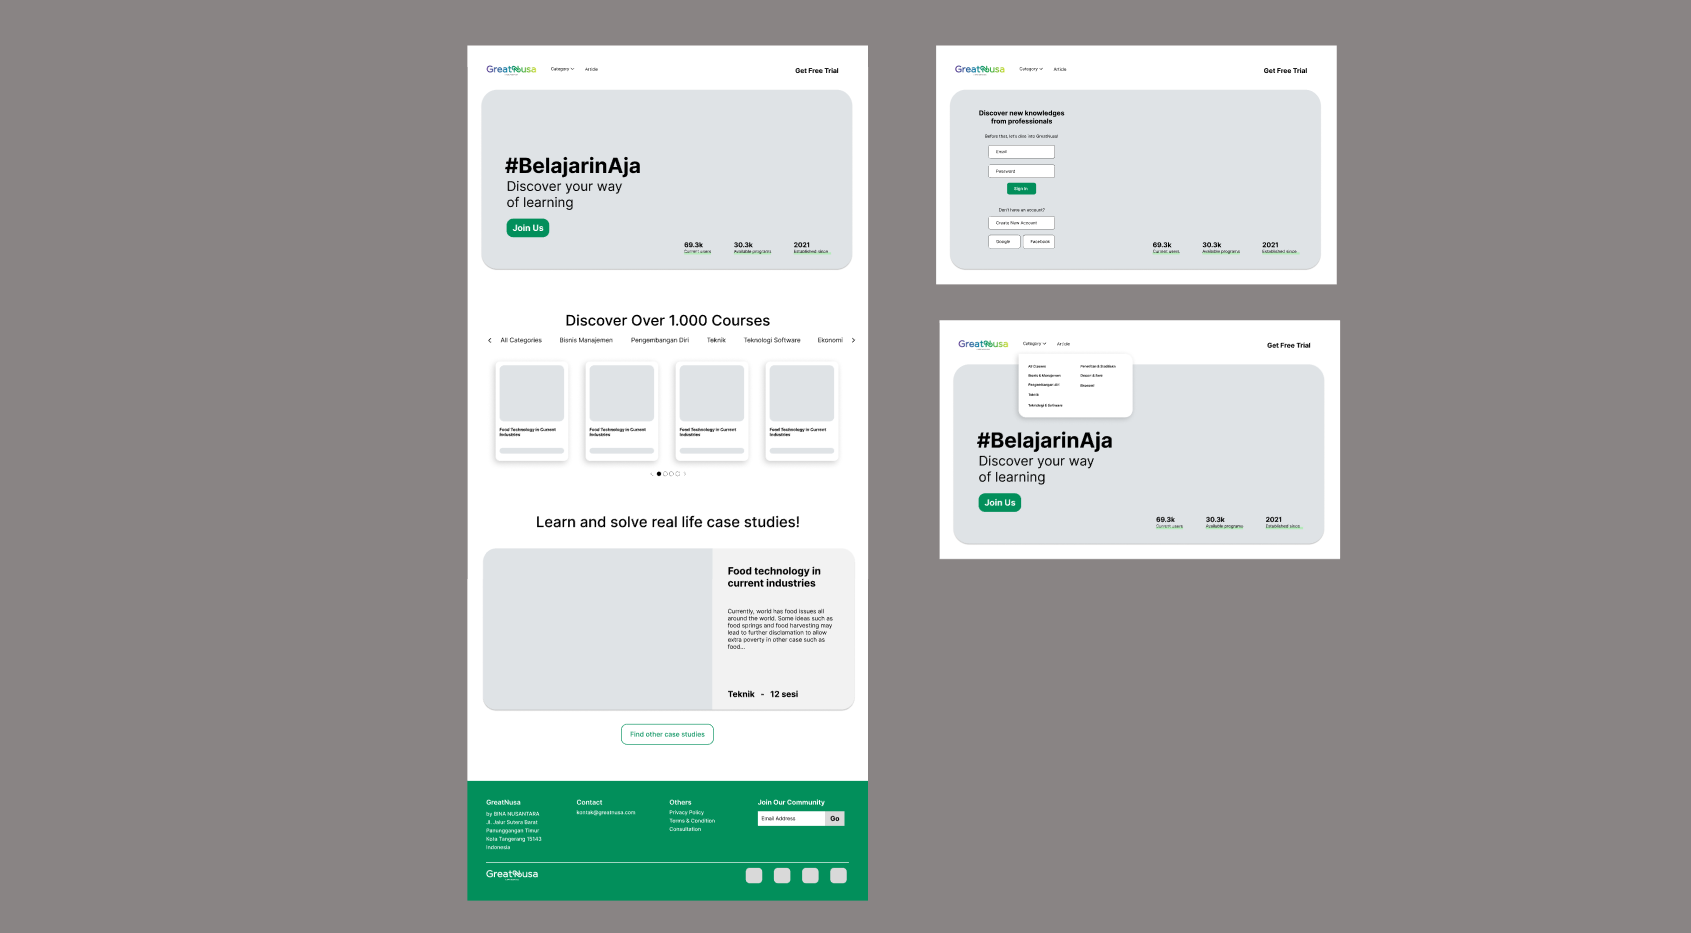 GreatNusa
Category
Article
Get Free Trial
#BelajarinAja
Discover your way
of learning
Join Us
69.3k
Current users
30.3k
Available programs
2021
Established since
Discover Over 1.000 Courses
All Categories
Bisnis Manajemen
Pengembangan Diri
Teknik
Teknologi Software
Ekonomi
Food Technology in Current
Industries
Food Technology in Current
Industries
Food Technology in Current
Industries
Food Technology in Current
Industries
Learn and solve real life case studies!
Food technology in
current industries
Currently, world has food issues all
around the world. Some ideas such as
food springs and food harvesting may
lead to further disclamation to allow
extra poverty in other case such as
food...
Teknik - 12 sesi
Find other case studies
GreatNusa
by BINA NUSANTARA
Jl. Jalur Sutera Barat
Panunggangan Timur
Kota Tangerang 15143
Indonesia
Contact
kontak@greatnusa.com
Others
Privacy Policy
Terms & Condition
Consultation
Join Our Community
Email Address
Go
GreatNusa
GreatNusa
Category
Article
Get Free Trial
Discover new knowledges
from professionals
Before that, let's dive into GreatNusa!
Email
Password
Sign In
Don't have an account?
Create New Account
Google
Facebook
69.3k
Current users
30.3k
Available programs
2021
Established since
GreatNusa
Category
Article
Get Free Trial
All Classes
Bisnis & Manajemen
Pengembangan diri
Teknik
Teknologi & Software
Penelitian & Statistika
Desain & Seni
Ekonomi
#BelajarinAja
Discover your way
of learning
Join Us
69.3k
Current users
30.3k
Available programs
2021
Established since